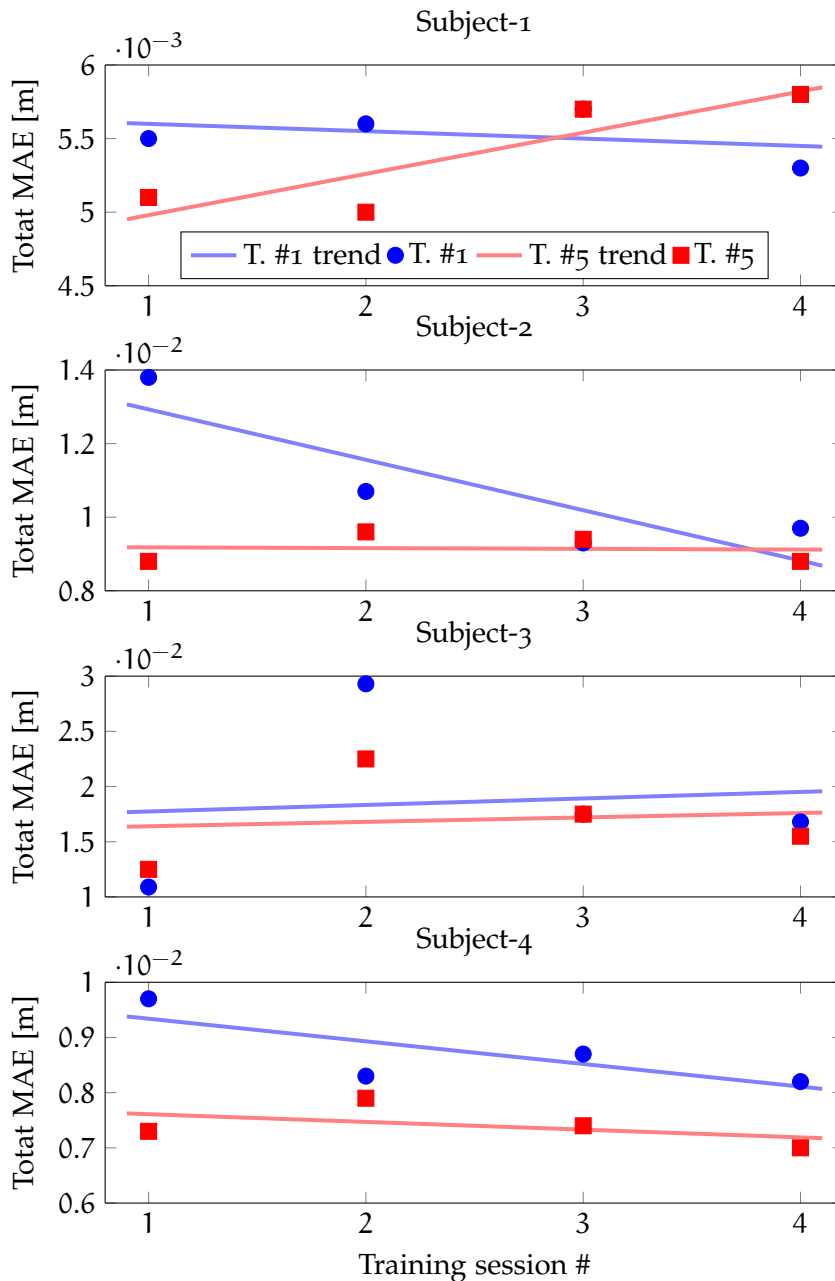 Subject-1
·10−3
Totat MAE [m]
6
5.5
5
4.5
T. #1 trend T. #1 T. #5 trend T. #5
1 2 3 4
Subject-2
·10−2
Totat MAE [m]
1.4
1.2
1
0.8
1 2 3 4
Subject-3
·10−2
Totat MAE [m]
3
2.5
2
1.5
1
1 2 3 4
Subject-4
·10−2
Totat MAE [m]
1
0.9
0.8
0.7
0.6
1 2 3 4
Training session #